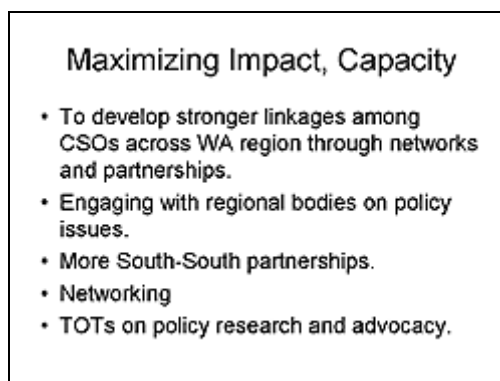 Maximizing Impact, Capacity
• To develop stronger linkages among
CSOs across WA region through networks
and partnerships.
• Engaging with regional bodies on policy
issues.
• More South-South partnerships.
• Networking
• TOTs on policy research and advocacy.